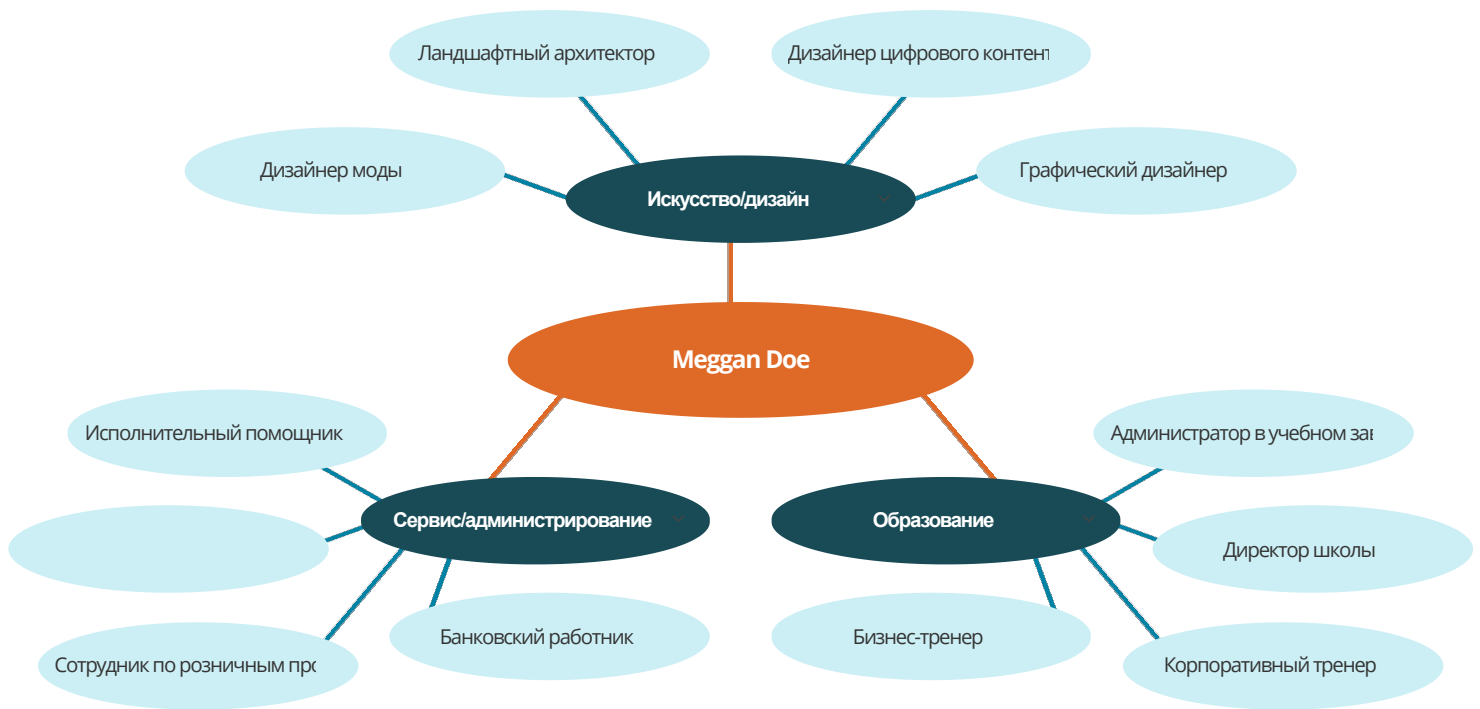 Ландшафтный архитектор
Дизайнер цифрового контент
Дизайнер моды
Графический дизайнер
Искусство/дизайн
Meggan Doe
Исполнительный помощник
Администратор в учебном зав
Сервис/администрирование
Образование
Директор школы
Банковский работник
Бизнес-тренер
Сотрудник по розничным про
Корпоративный тренер